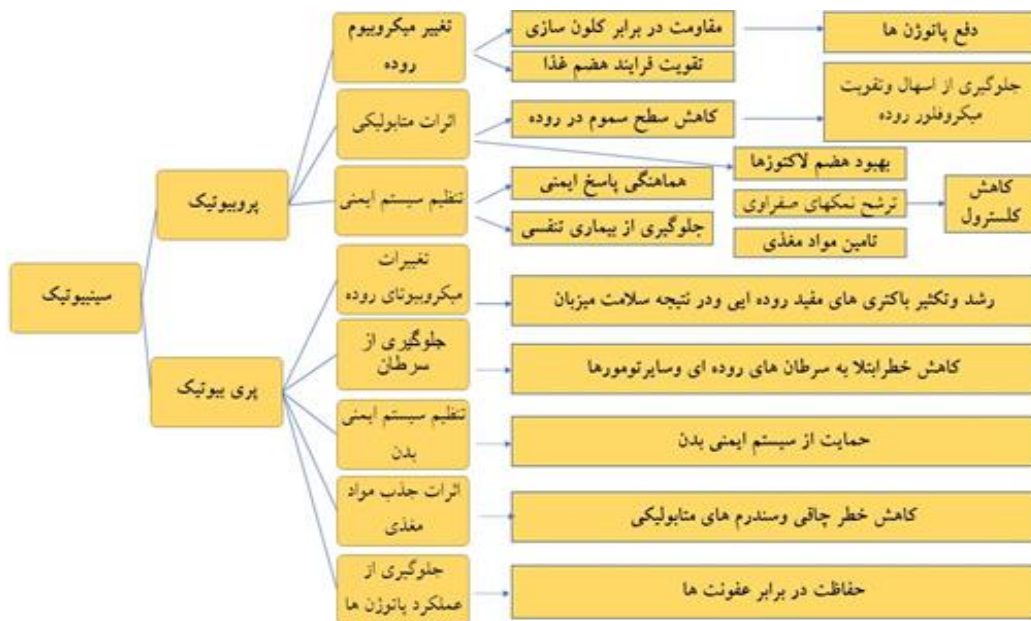 سینبیوتیک
پروبیوتیک
تغییر میکروبیوم
روده
مقاومت در برابر کلون سازی
دفع پاتوژن ها
تقویت فرایند هضم غذا
اثرات متابولیکی
کاهش سطح سموم در روده
جلوگیری از اسهال وتقویت
میکروفلور روده
بهبود هضم لاکتوزها
ترشح نمکهای صفراوی
کاهش
کلسترول
تامین مواد مغذی
تنظیم سیستم ایمنی
هماهنگی پاسخ ایمنی
جلوگیری از بیماری تنفسی
پری بیوتیک
تغییرات
میکروبیوتای روده
رشد وتکثیر باکتری های مفید روده ایی ودر نتیجه سلامت میزبان
جلوگیری از
سرطان
کاهش خطرابتلا به سرطان های روده ای وسایرتومورها
تنظیم سیستم ایمنی
بدن
حمایت از سیستم ایمنی بدن
اثرات جذب مواد
مغذی
کاهش خطر چاقی وسندرم های متابولیکی
جلوگیری از
عملکرد پاتوژن ها
حفاظت در برابر عفونت ها